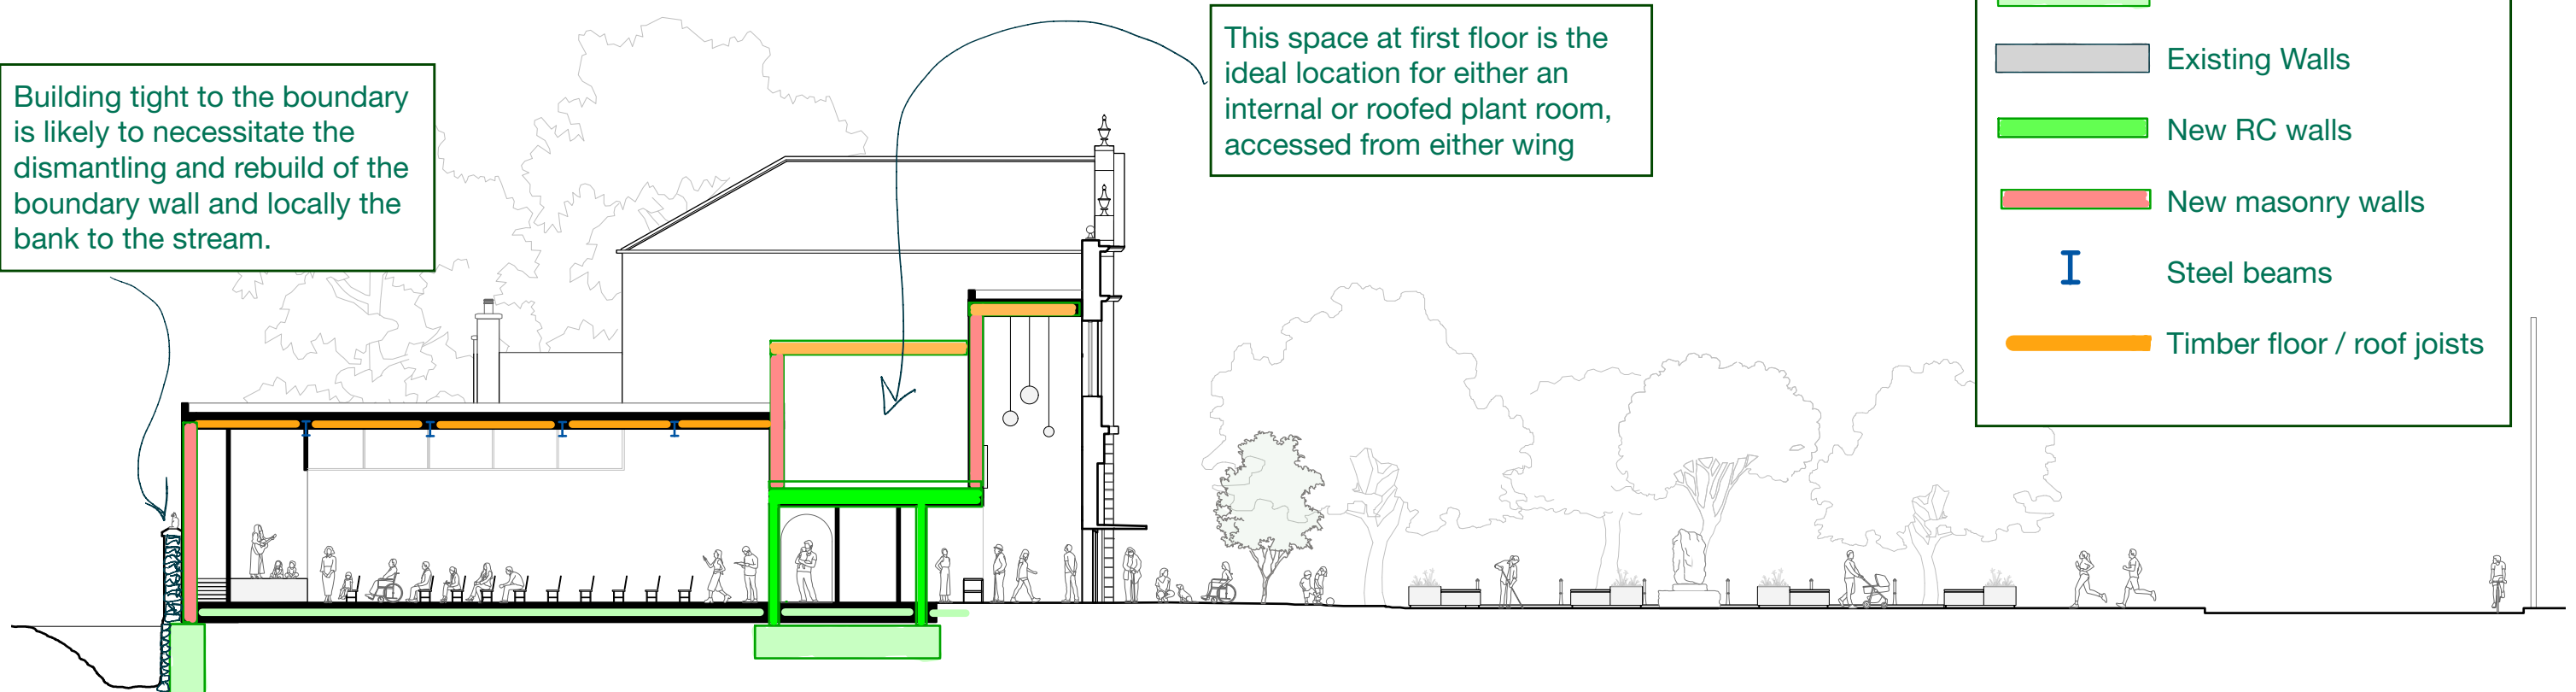 Building tight to the boundary
is likely to necessitate the
dismantling and rebuild of the
boundary wall and locally the
bank to the stream.
This space at first floor is the
ideal location for either an
internal or roofed plant room,
accessed from either wing
Existing Walls
New RC walls
New masonry walls
Steel beams
Timber floor / roof joists